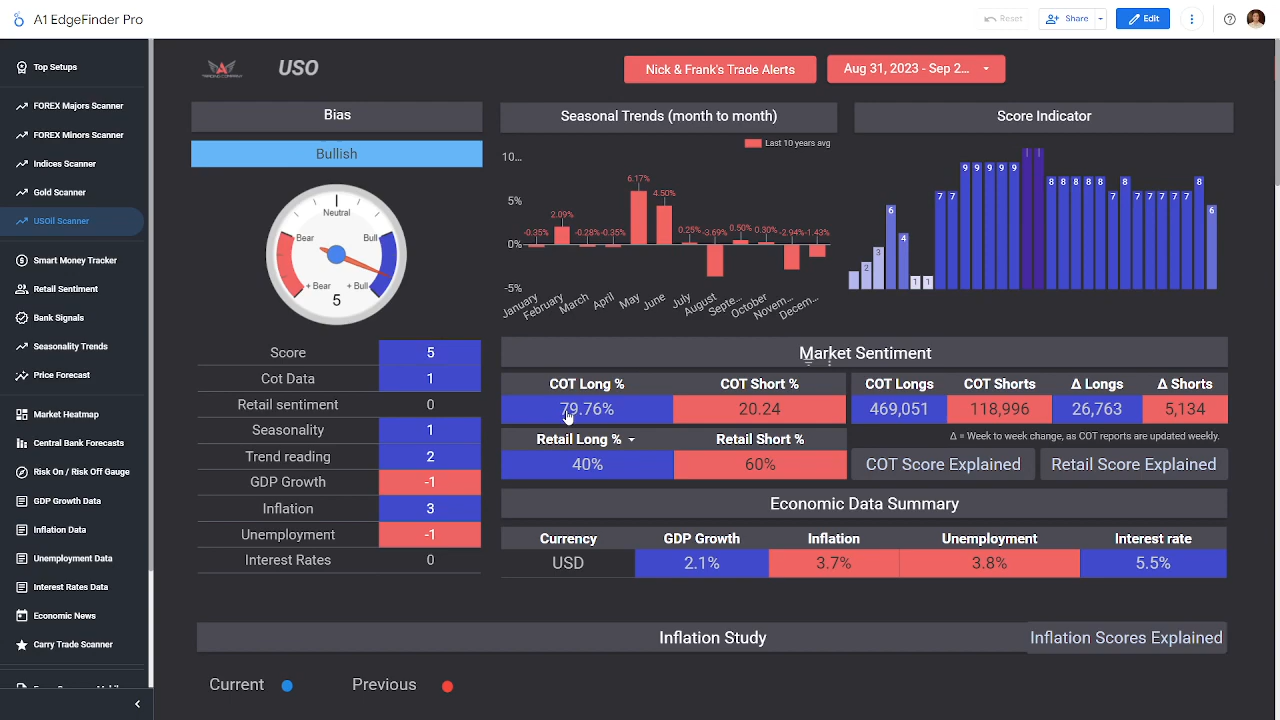 A1 EdgeFinder Pro
Reset
Share
Edit
Top Setups
FOREX Majors Scanner
FOREX Minors Scanner
Indices Scanner
Gold Scanner
USOil Scanner
Smart Money Tracker
Retail Sentiment
Bank Signals
Seasonality Trends
Price Forecast
Market Heatmap
Central Bank Forecasts
Risk On / Risk Off Gauge
GDP Growth Data
Inflation Data
Unemployment Data
Interest Rates Data
Economic News
Carry Trade Scanner
USO
Nick & Frank's Trade Alerts
Aug 31, 2023 - Sep 2...
Bias
Bullish
Neutral
Bear Bull
+ Bear + Bull
5
Seasonal Trends (month to month)
Last 10 years avg
10...
5%
0%
-5%
-0.35% 2.09% -0.28% -0.35% 6.17% 4.50% 0.25% -3.69% 0.50% 0.30% -2.94% -1.43%
January February March April May June July August Septe... October Novem... Decem...
Score Indicator
2 3 6 4 1 1 7 7 9 9 9 9 9 8 8 8 8 8 7 8 7 7 7 7 7 8 6
Score 5
Cot Data 1
Retail sentiment 0
Seasonality 1
Trend reading 2
GDP Growth -1
Inflation 3
Unemployment -1
Interest Rates 0
Market Sentiment
COT Long % COT Short % COT Longs COT Shorts Δ Longs Δ Shorts
79.76% 20.24 469,051 118,996 26,763 5,134
Δ = Week to week change, as COT reports are updated weekly.
Retail Long % Retail Short %
40% 60%
COT Score Explained Retail Score Explained
Economic Data Summary
Currency GDP Growth Inflation Unemployment Interest rate
USD 2.1% 3.7% 3.8% 5.5%
Inflation Study
Inflation Scores Explained
Current Previous